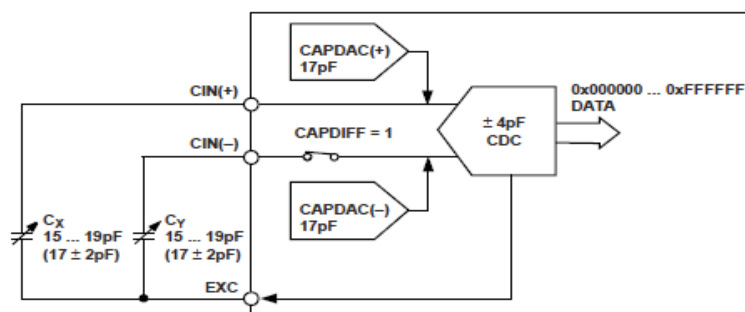 CAPDAC(+)
17pF
CIN(+)
0x000000 ... 0xFFFFFF
DATA
± 4pF
CDC
CAPDIFF = 1
CIN(–)
CAPDAC(–)
17pF
CX
15 ... 19pF
(17 ± 2pF)
CY
15 ... 19pF
(17 ± 2pF)
EXC